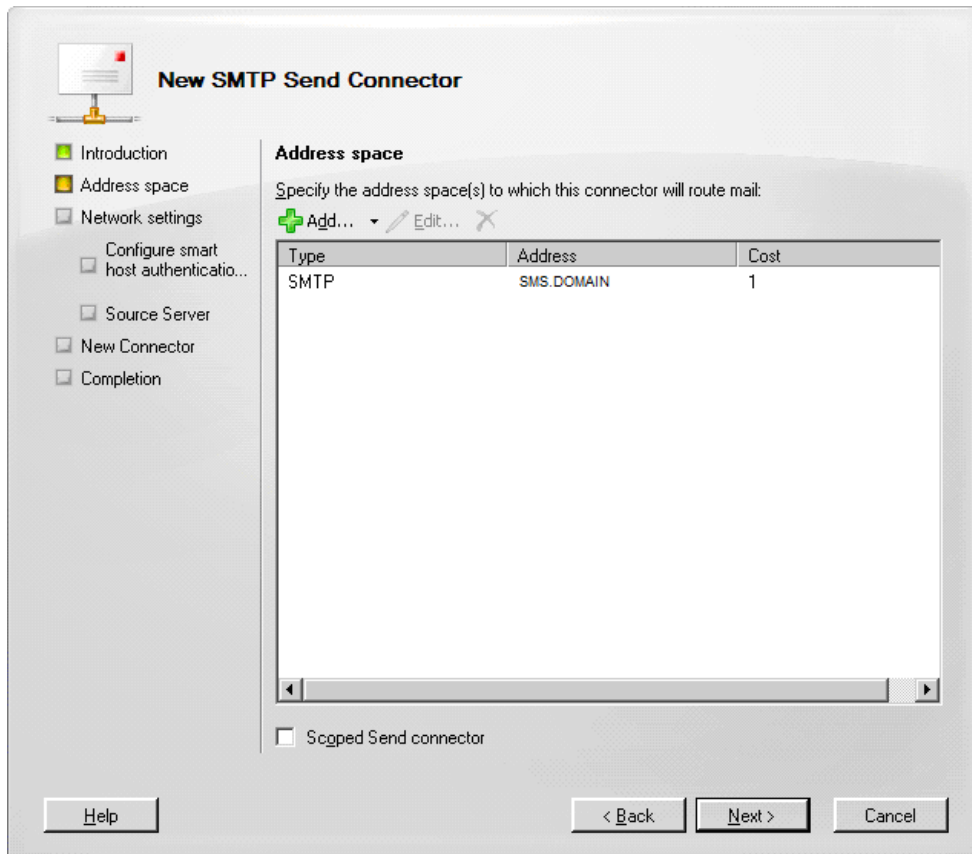 New SMTP Send Connector
Introduction
Address space
Network settings
Configure smart
host authenticatio...
Source Server
New Connector
Completion
Address space
Specify the address space(s) to which this connector will route mail:
Add... Edit...
Type Address Cost
SMTP SMS.DOMAIN 1
Scoped Send connector
Help < Back Next > Cancel